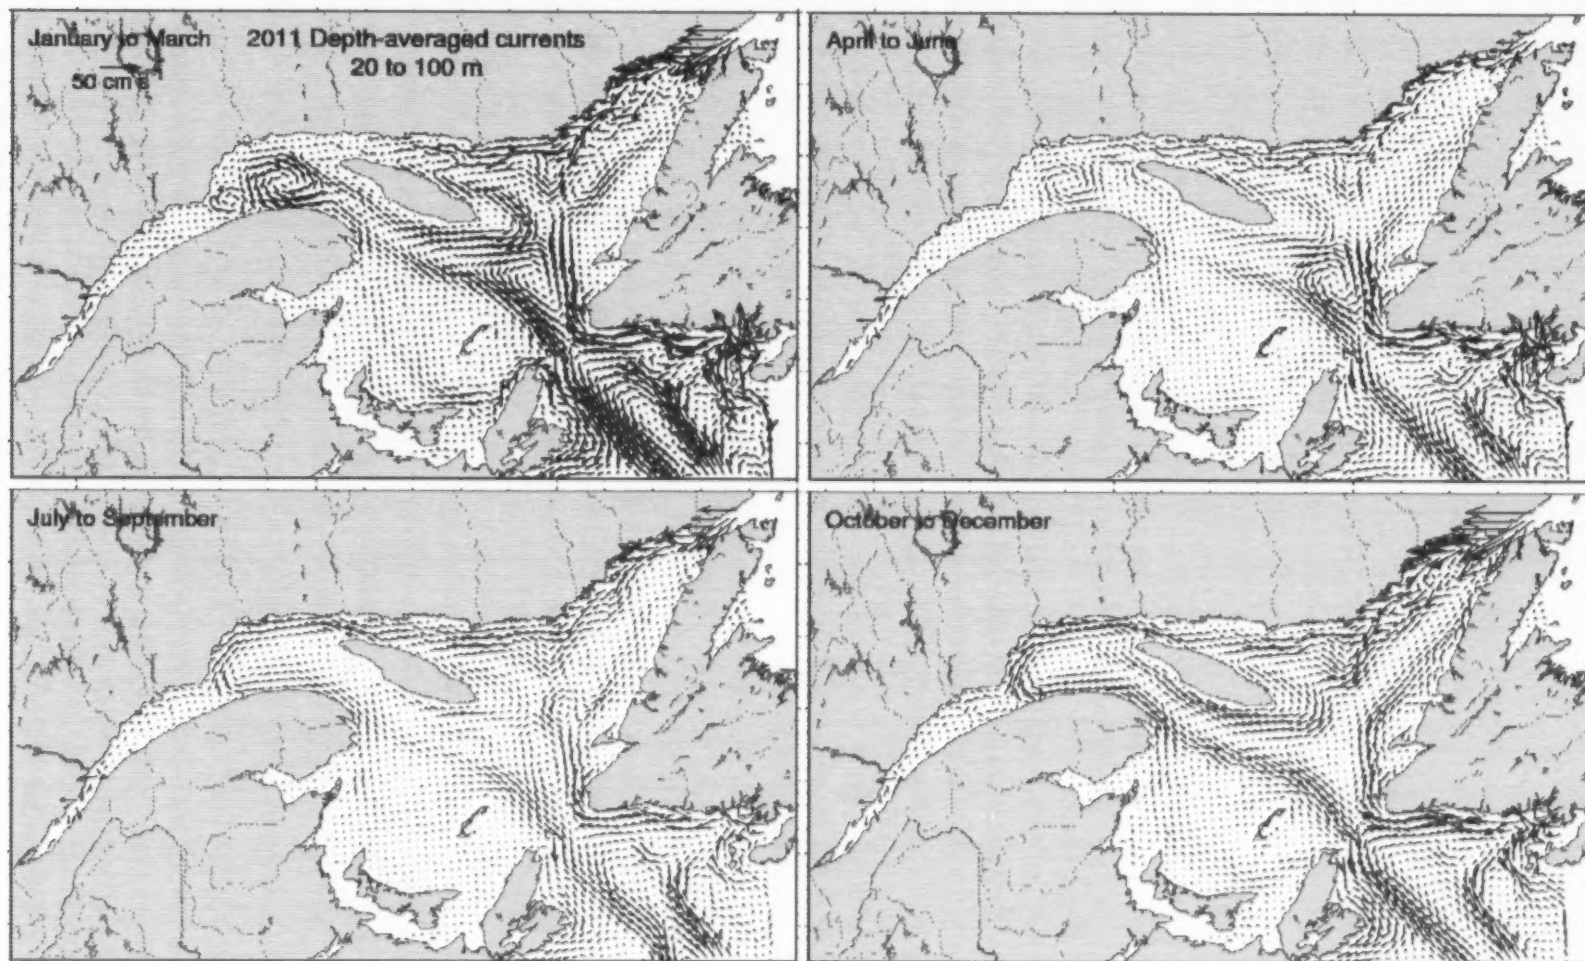 January to March
2011 Depth-averaged currents
20 to 100 m
50 cm s
April to June
July to September
October to December